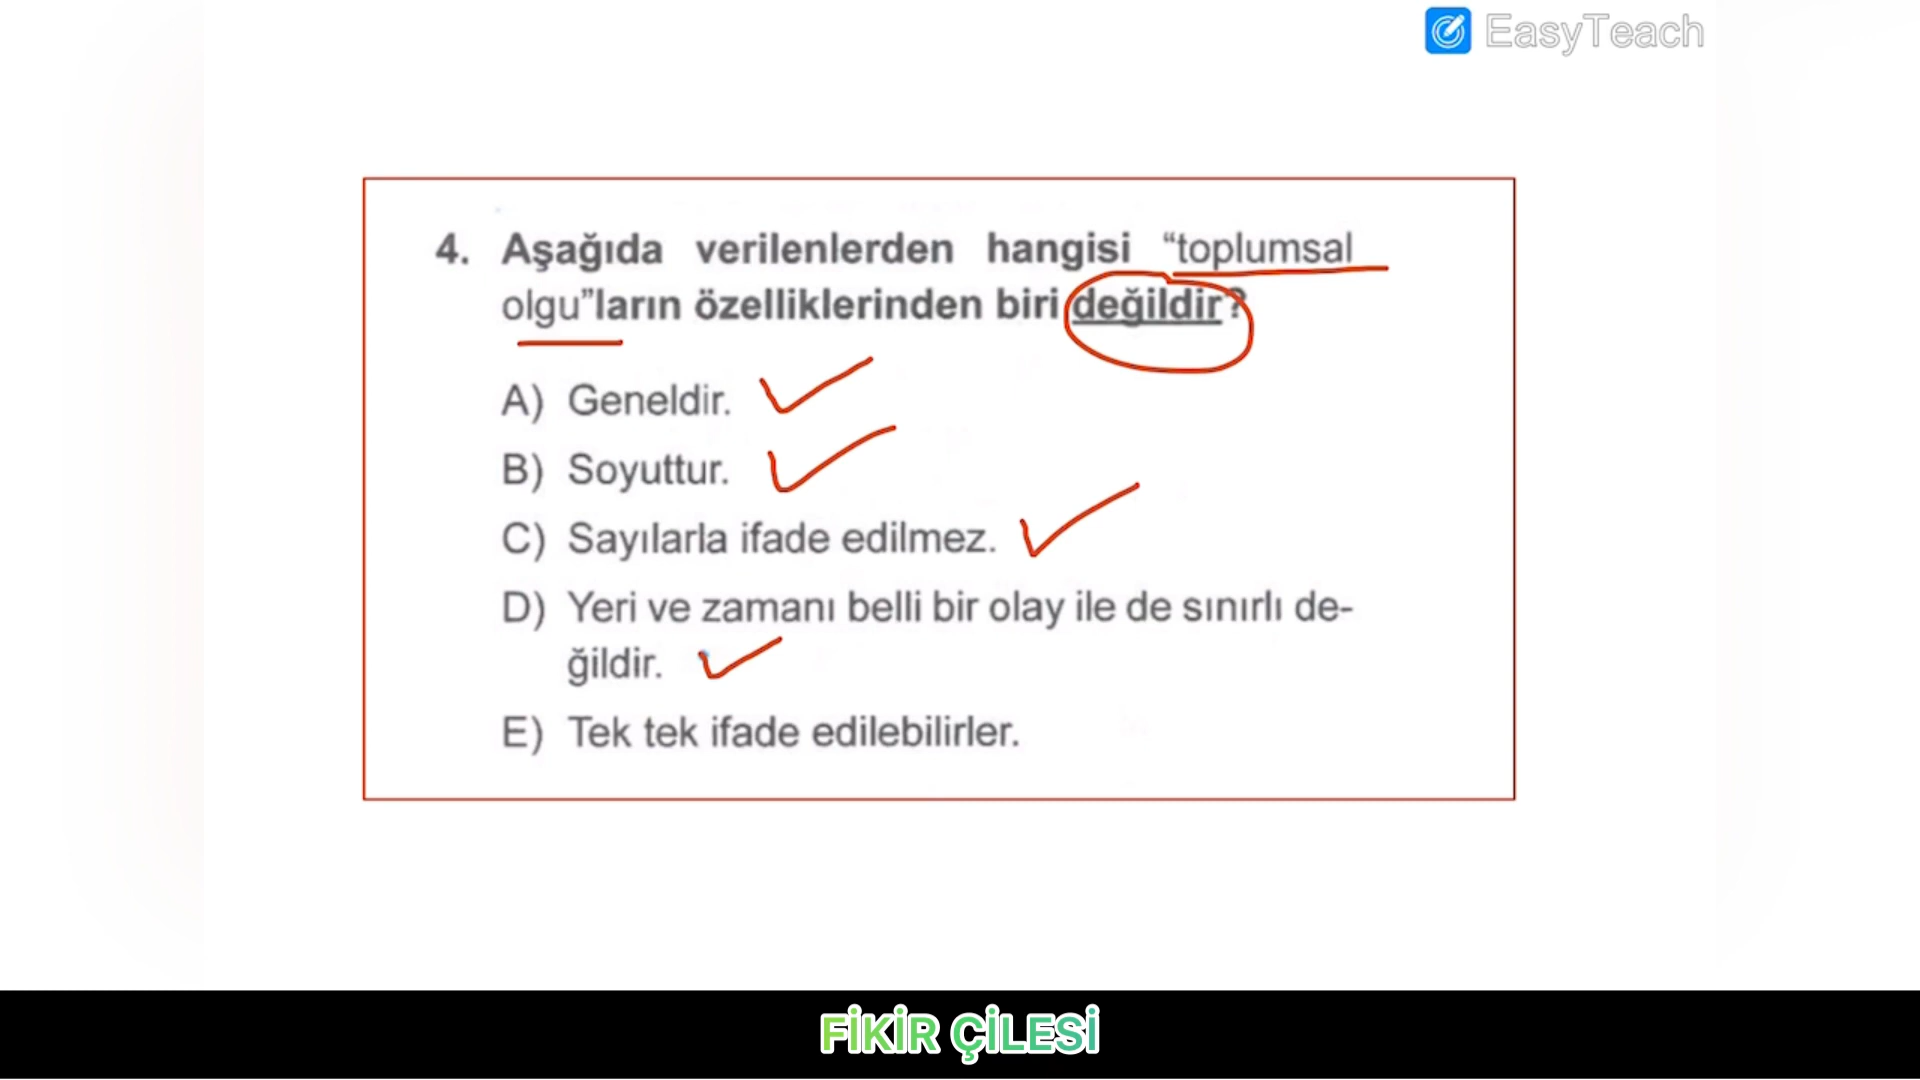 EasyTeach
4. Aşağıda verilenlerden hangisi “toplumsal
olgu”ların özelliklerinden biri değildir?
A) Geneldir.
B) Soyuttur.
C) Sayılarla ifade edilmez.
D) Yeri ve zamanı belli bir olay ile de sınırlı de-
ğildir.
E) Tek tek ifade edilebilirler.
FİKİR ÇİLESİ